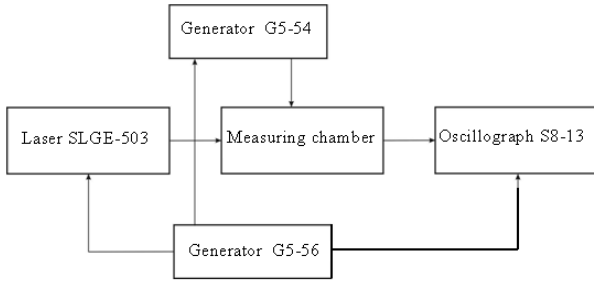 Generator G5-54
Laser SLGE-503
Measuring chamber
Oscillograph S8-13
Generator G5-56